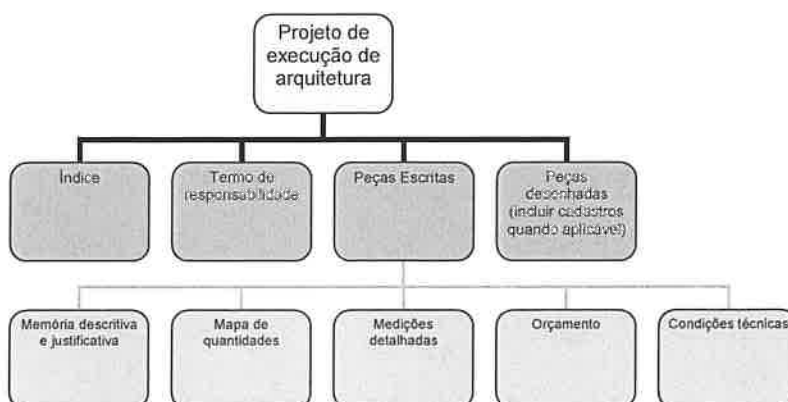 Projeto de
execução de
arquitetura
Índice
Termo de
responsabilidade
Peças Escritas
Peças
desenhadas
(incluir cadastros
quando aplicável)
Memória descritiva
e justificativa
Mapa de
quantidades
Medições
detalhadas
Orçamento
Condições técnicas